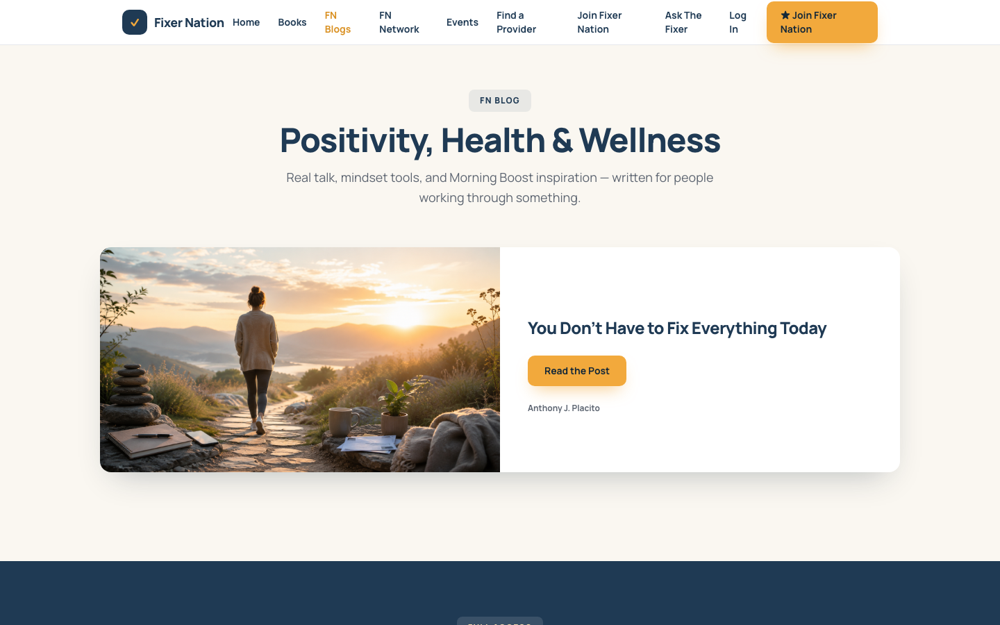 Fixer Nation
Home
Books
FN
Blogs
FN
Network
Events
Find a
Provider
Join Fixer
Nation
Ask The
Fixer
Log
In
Join Fixer
Nation
FN BLOG
Positivity, Health & Wellness
Real talk, mindset tools, and Morning Boost inspiration — written for people
working through something.
You Don’t Have to Fix Everything Today
Read the Post
Anthony J. Placito